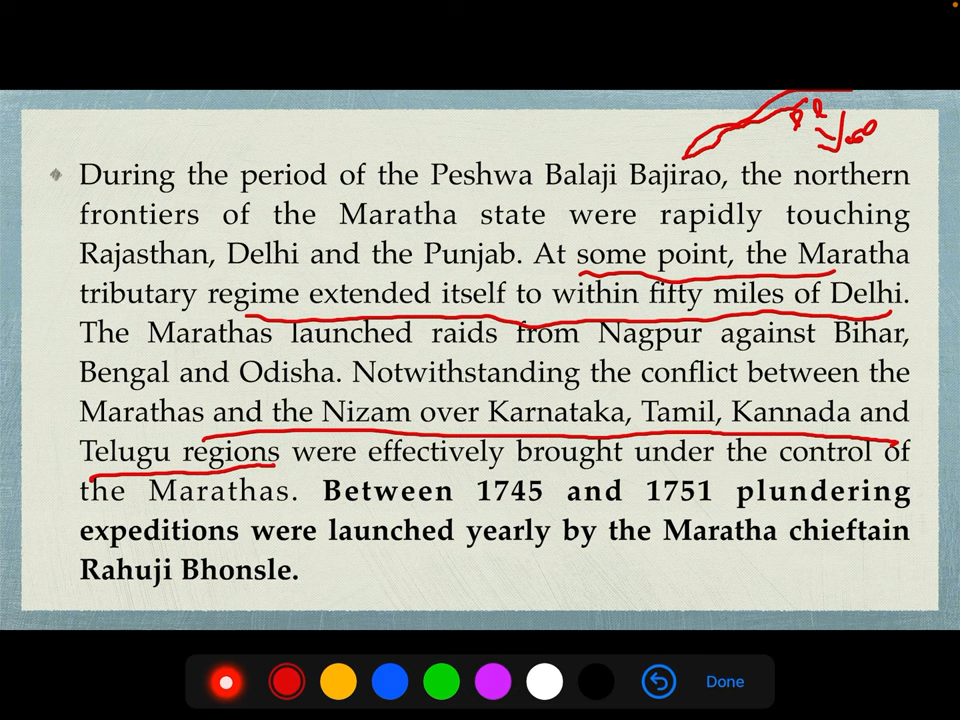 During the period of the Peshwa Balaji Bajirao, the northern
frontiers of the Maratha state were rapidly touching
Rajasthan, Delhi and the Punjab. At some point, the Maratha
tributary regime extended itself to within fifty miles of Delhi.
The Marathas launched raids from Nagpur against Bihar,
Bengal and Odisha. Notwithstanding the conflict between the
Marathas and the Nizam over Karnataka, Tamil, Kannada and
Telugu regions were effectively brought under the control of
the Marathas. Between 1745 and 1751 plundering
expeditions were launched yearly by the Maratha chieftain
Rahuji Bhonsle.
Done